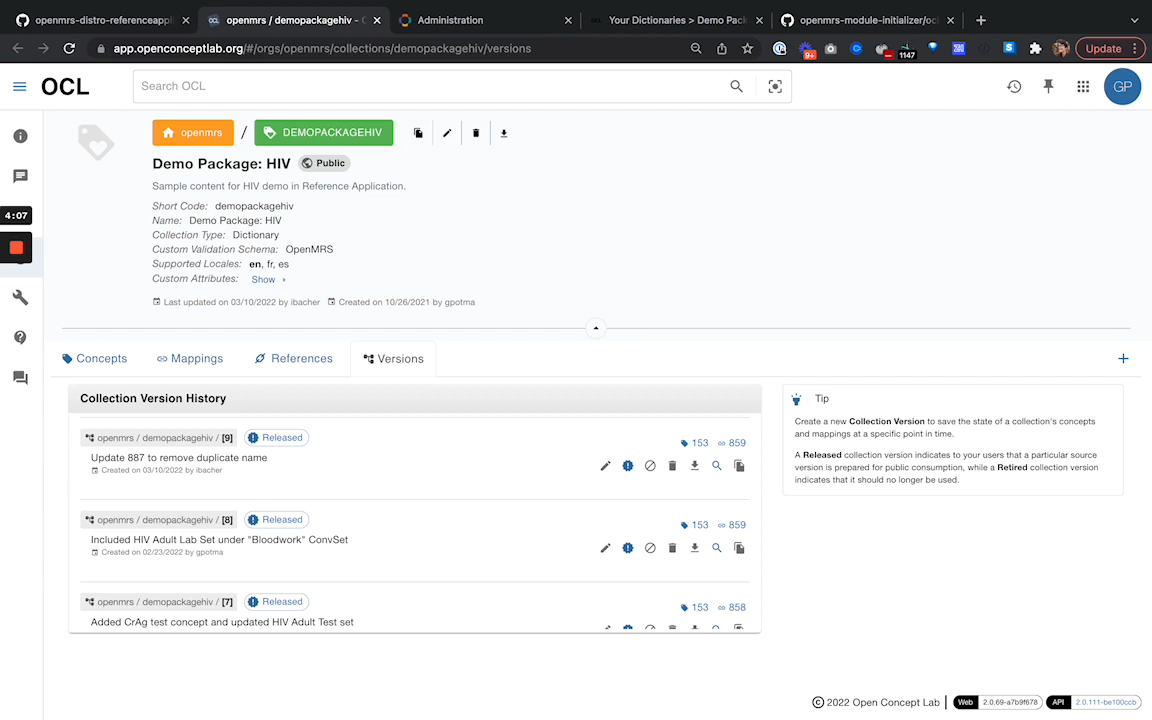 openmrs-distro-referenceappl
openmrs / demopackagehiv -
Administration
Your Dictionaries > Demo Pack
openmrs-module-initializer/ocl
app.openconceptlab.org/#/orgs/openmrs/collections/demopackagehiv/versions
9+
1147
S
Update
OCL
Search OCL
GP
openmrs / DEMOPACKAGEHIV
Demo Package: HIV Public
Sample content for HIV demo in Reference Application.
4:07
Short Code: demopackagehiv
Name: Demo Package: HIV
Collection Type: Dictionary
Custom Validation Schema: OpenMRS
Supported Locales: en, fr, es
Custom Attributes: Show
Last updated on 03/10/2022 by ibacher Created on 10/26/2021 by gpotma
Concepts
Mappings
References
Versions
Collection Version History
openmrs / demopackagehiv / [9] Released
153 859
Update 887 to remove duplicate name
Created on 03/10/2022 by ibacher
openmrs / demopackagehiv / [8] Released
153 859
Included HIV Adult Lab Set under "Bloodwork" ConvSet
Created on 02/23/2022 by gpotma
openmrs / demopackagehiv / [7] Released
153 858
Added CrAg test concept and updated HIV Adult Test set
Tip
Create a new Collection Version to save the state of a collection's concepts
and mappings at a specific point in time.
A Released collection version indicates to your users that a particular source
version is prepared for public consumption, while a Retired collection version
indicates that it should no longer be used.
© 2022 Open Concept Lab | Web 2.0.69-a7b9f678 API 2.0.111-be100ccb